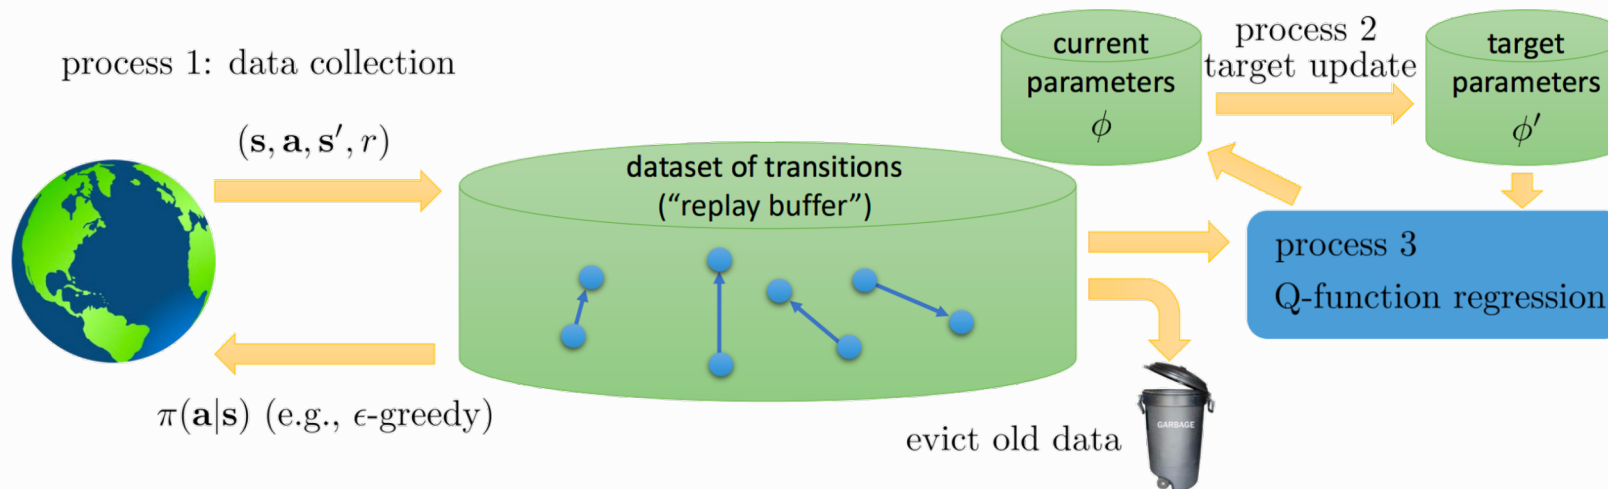 process 1: data collection
(s, a, s′, r)
π(a|s) (e.g., ϵ-greedy)
dataset of transitions
(“replay buffer”)
evict old data
GARBAGE
current
parameters
ϕ
process 2
target update
target
parameters
ϕ′
process 3
Q-function regression